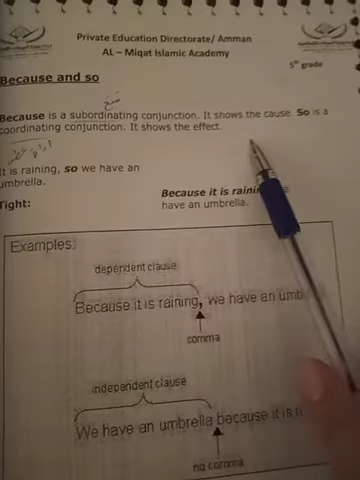 Private Education Directorate/ Amman
AL – Miqat Islamic Academy
5th grade
Because and so
Because is a subordinating conjunction. It shows the cause. So is a
coordinating conjunction. It shows the effect.
It is raining, so we have an
umbrella.
Because it is raining
Tight:
have an umbrella.
Examples:
dependent clause
Because it is raining, we have an umb
comma
independent clause
We have an umbrella because it is r
no comma